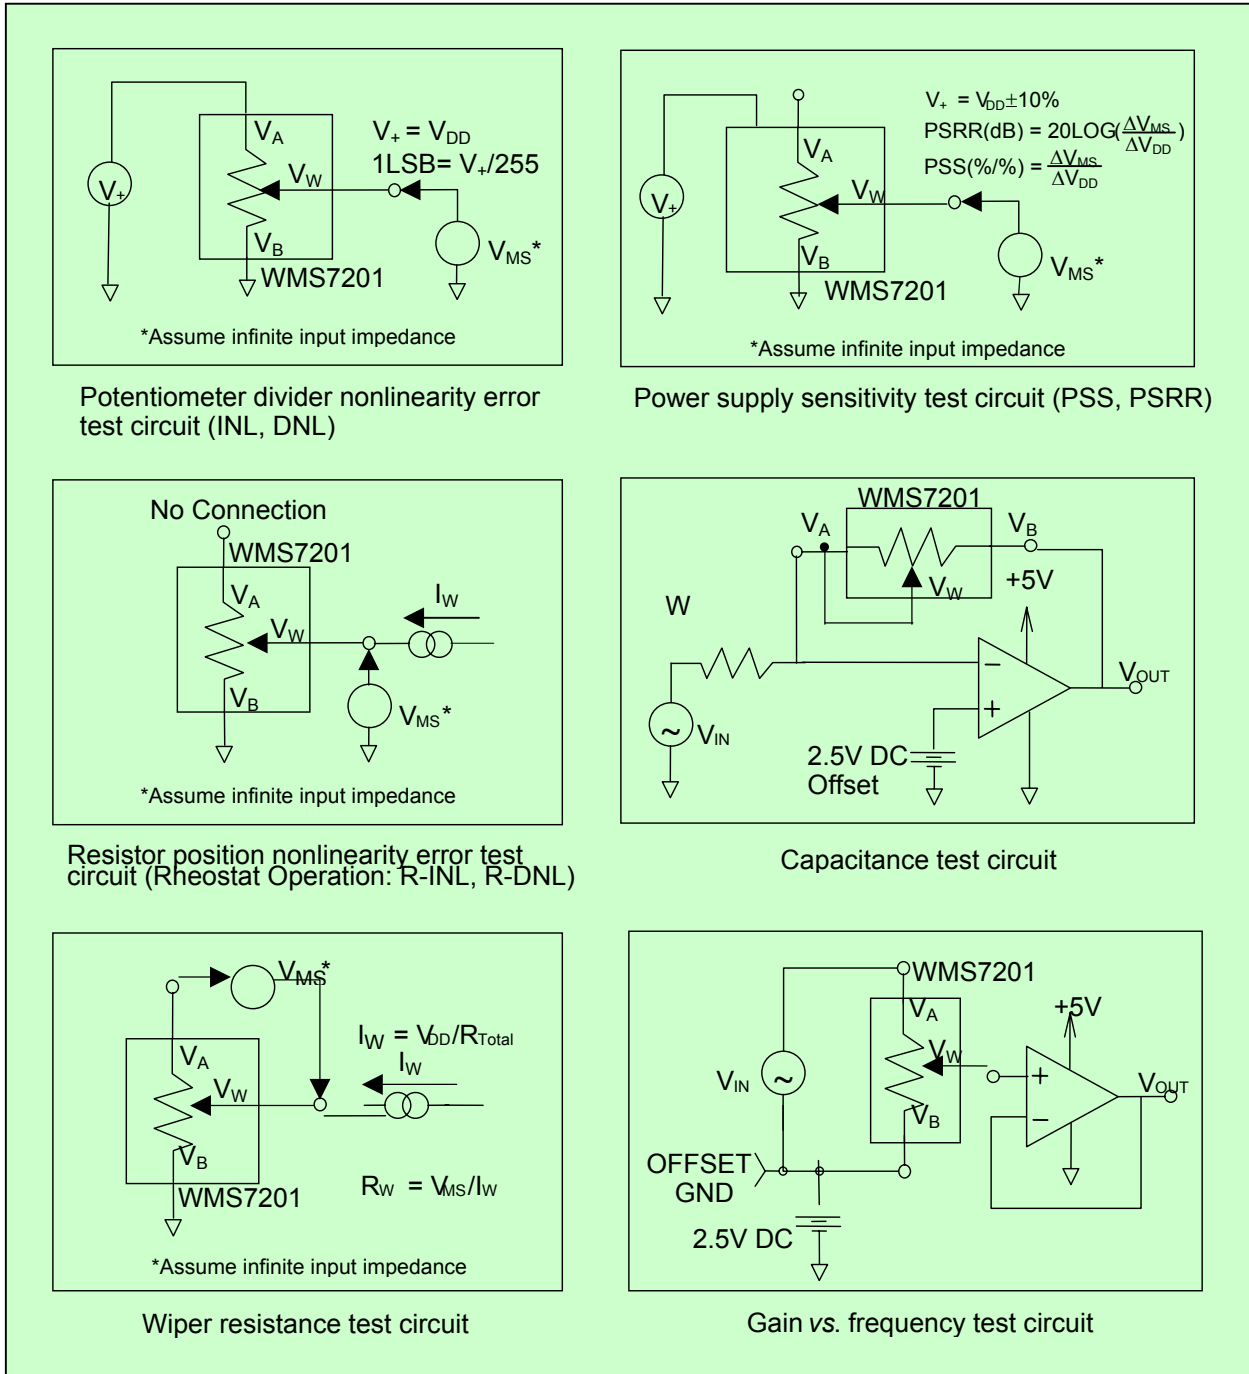 V+ = VDD
1LSB= V+/255
VA
VW
VB
V+
VMS*
WMS7201
*Assume infinite input impedance
Potentiometer divider nonlinearity error
test circuit (INL, DNL)
V+ = VDD±10%
PSRR(dB) = 20LOG(ΔVMS/ΔVDD)
PSS(%/%) = ΔVMS/ΔVDD
VA
VW
VB
V+
VMS*
WMS7201
*Assume infinite input impedance
Power supply sensitivity test circuit (PSS, PSRR)
No Connection
WMS7201
VA
IW
VW
VB
VMS*
*Assume infinite input impedance
Resistor position nonlinearity error test
circuit (Rheostat Operation: R-INL, R-DNL)
WMS7201
VA
VB
VW
+5V
W
−
+
VOUT
VIN
2.5V DC
Offset
Capacitance test circuit
VMS*
IW = VDD/RTotal
VA
IW
VW
VB
RW = VMS/IW
WMS7201
*Assume infinite input impedance
Wiper resistance test circuit
WMS7201
VA
+5V
VW
VIN
~
+
−
VOUT
VB
OFFSET
GND
2.5V DC
Gain vs. frequency test circuit